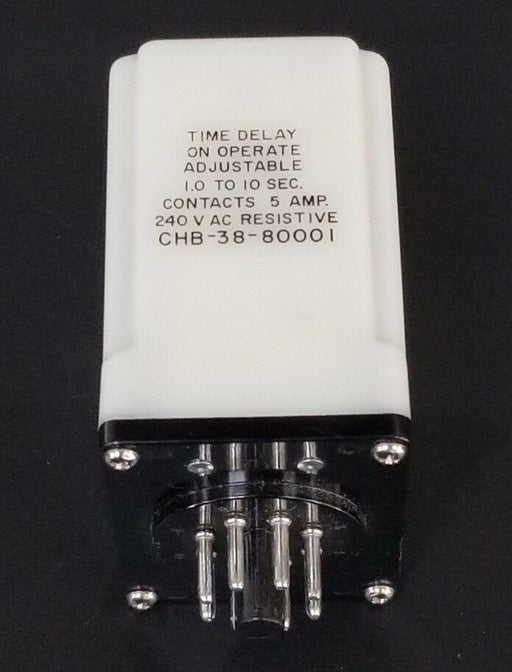 TIME DELAY
ON OPERATE
ADJUSTABLE
1.0 TO 10 SEC.
CONTACTS 5 AMP.
240 V AC RESISTIVE
CHB-38-80001